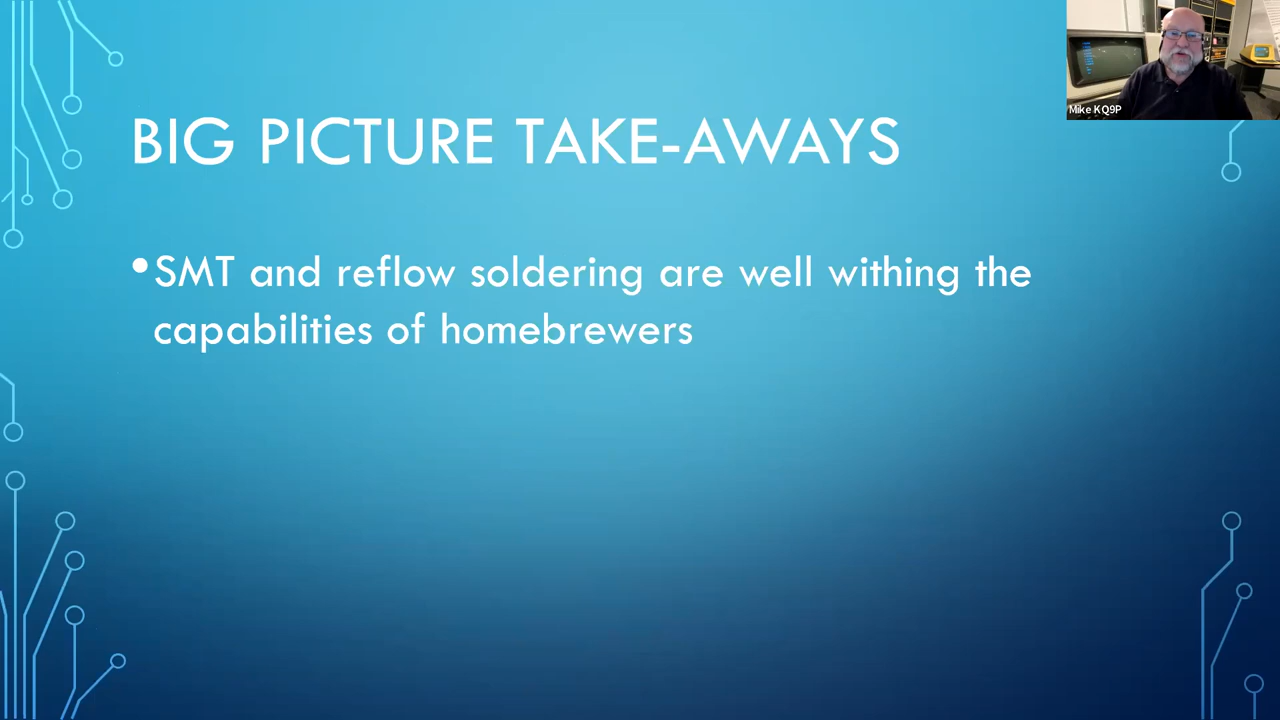 Mike KQ9P
BIG PICTURE TAKE-AWAYS
•SMT and reflow soldering are well withing the
capabilities of homebrewers